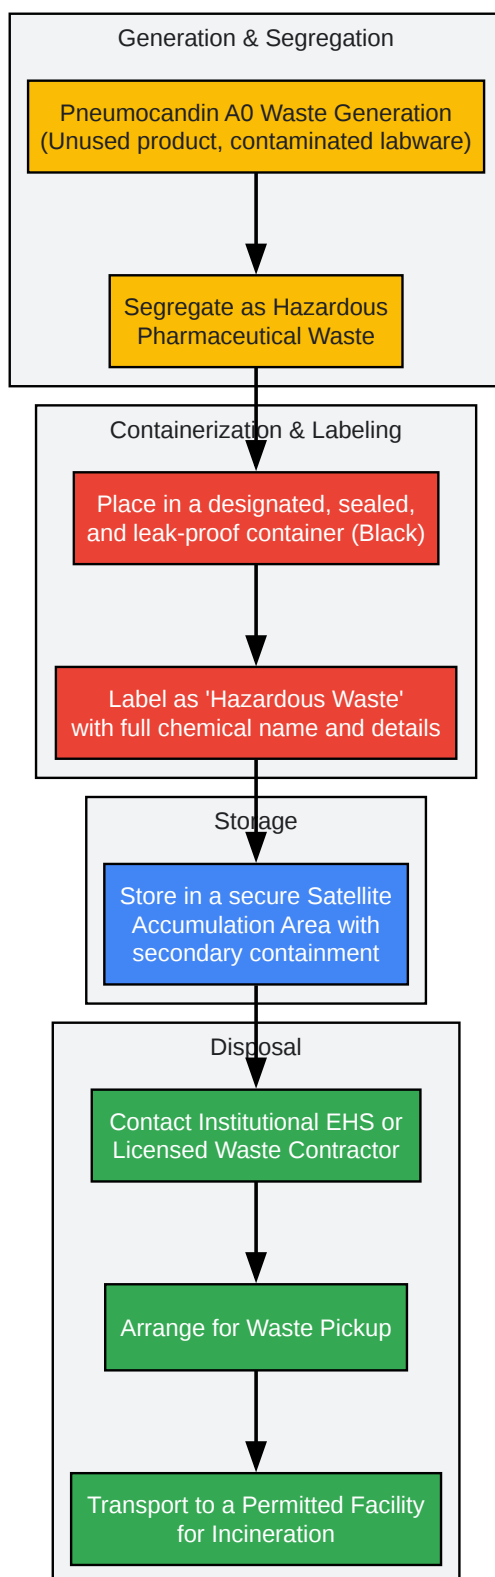 Generation & Segregation
Pneumocandin A0 Waste Generation
(Unused product, contaminated labware)
Segregate as Hazardous
Pharmaceutical Waste
Containerization & Labeling
Place in a designated, sealed,
and leak-proof container (Black)
Label as 'Hazardous Waste'
with full chemical name and details
Storage
Store in a secure Satellite
Accumulation Area with
secondary containment
Disposal
Contact Institutional EHS or
Licensed Waste Contractor
Arrange for Waste Pickup
Transport to a Permitted Facility
for Incineration